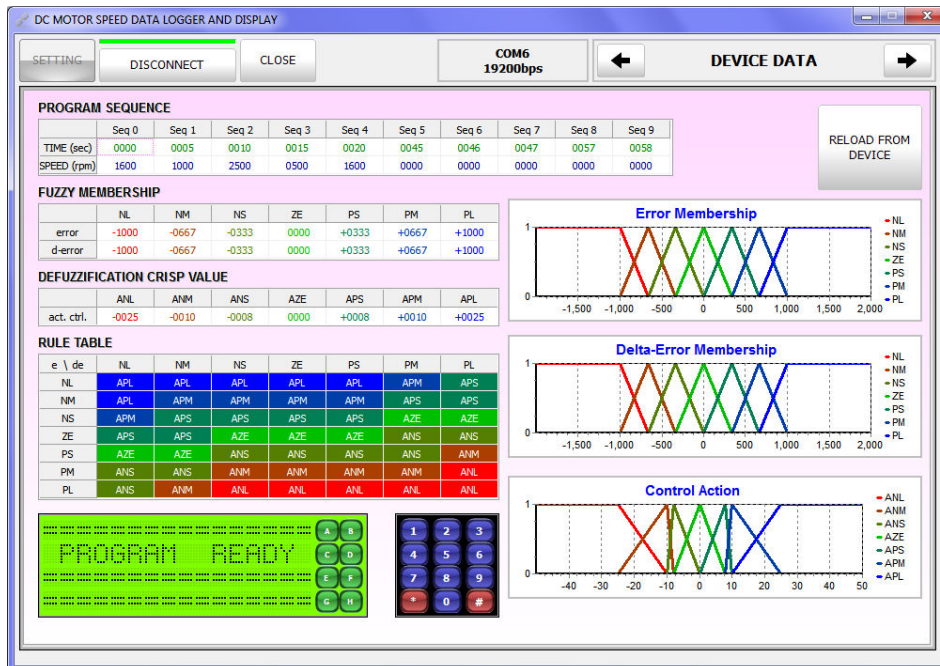 DC MOTOR SPEED DATA LOGGER AND DISPLAY
SETTING DISCONNECT CLOSE COM6 19200bps DEVICE DATA
PROGRAM SEQUENCE
Seq 0 Seq 1 Seq 2 Seq 3 Seq 4 Seq 5 Seq 6 Seq 7 Seq 8 Seq 9
TIME (sec) 0000 0005 0010 0015 0020 0045 0046 0047 0057 0058
SPEED (rpm) 1600 1000 2500 0500 1600 0000 0000 0000 0000 0000
RELOAD FROM
DEVICE
FUZZY MEMBERSHIP
NL NM NS ZE PS PM PL
error -1000 -0667 -0333 0000 +0333 +0667 +1000
d-error -1000 -0667 -0333 0000 +0333 +0667 +1000
DEFUZZIFICATION CRISP VALUE
ANL ANM ANS AZE APS APM APL
act. ctrl. -0025 -0010 -0008 0000 +0008 +0010 +0025
RULE TABLE
e \ de NL NM NS ZE PS PM PL
NL APL APL APL APL APL APM APS
NM APL APM APM APM APM APS APS
NS APM APS APS APS APS AZE AZE
ZE APS APS AZE AZE AZE ANS ANS
PS AZE AZE ANS ANS ANS ANS ANM
PM ANS ANS ANM ANM ANM ANM ANL
PL ANS ANM ANL ANL ANL ANL ANL
Error Membership
1
0
-1,500 -1,000 -500 0 500 1,000 1,500 2,000
NL
NM
NS
ZE
PS
PM
PL
Delta-Error Membership
1
0
-1,500 -1,000 -500 0 500 1,000 1,500 2,000
NL
NM
NS
ZE
PS
PM
PL
Control Action
1
0
-40 -30 -20 -10 0 10 20 30 40 50
ANL
ANM
ANS
AZE
APS
APM
APL
PROGRAM READY
A B
C D
E F
G H
1 2 3
4 5 6
7 8 9
* 0 #